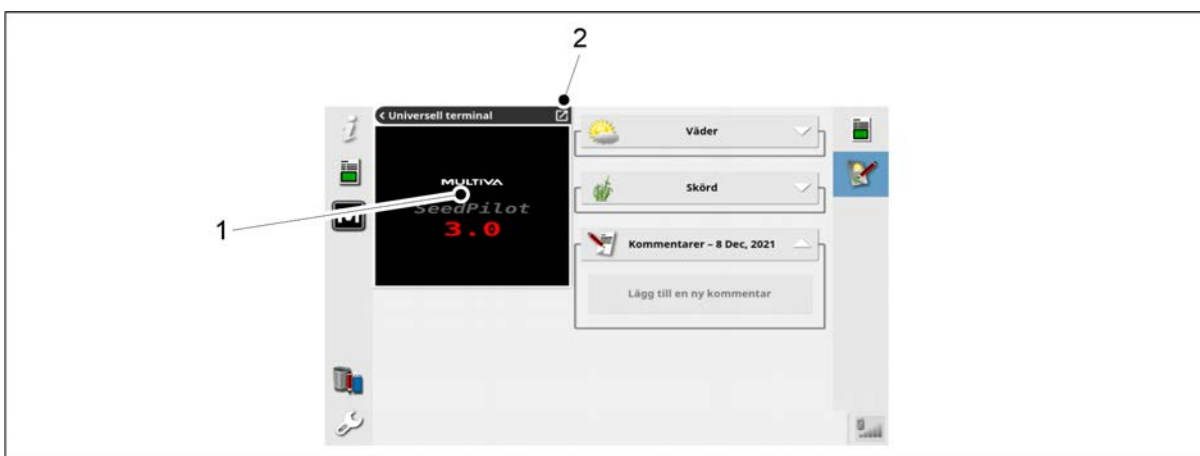 2
Universell terminal
Väder
MULTIVA
Skörd
SeedPilot
1
3.0
Kommentarer – 8 Dec, 2021
Lägg till en ny kommentar